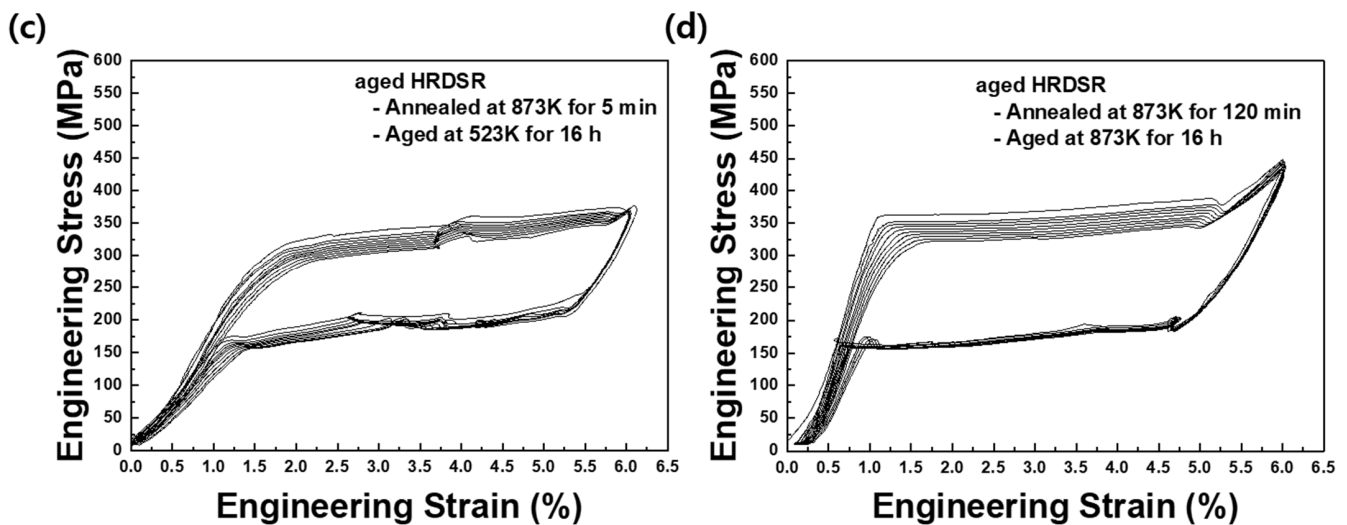 (c)
Engineering Stress (MPa)
600
550
500
450
400
350
300
250
200
150
100
50
0
aged HRDSR
- Annealed at 873K for 5 min
- Aged at 523K for 16 h
0.0 0.5 1.0 1.5 2.0 2.5 3.0 3.5 4.0 4.5 5.0 5.5 6.0 6.5
Engineering Strain (%)
(d)
Engineering Stress (MPa)
600
550
500
450
400
350
300
250
200
150
100
50
0
aged HRDSR
- Annealed at 873K for 120 min
- Aged at 873K for 16 h
0.0 0.5 1.0 1.5 2.0 2.5 3.0 3.5 4.0 4.5 5.0 5.5 6.0 6.5
Engineering Strain (%)